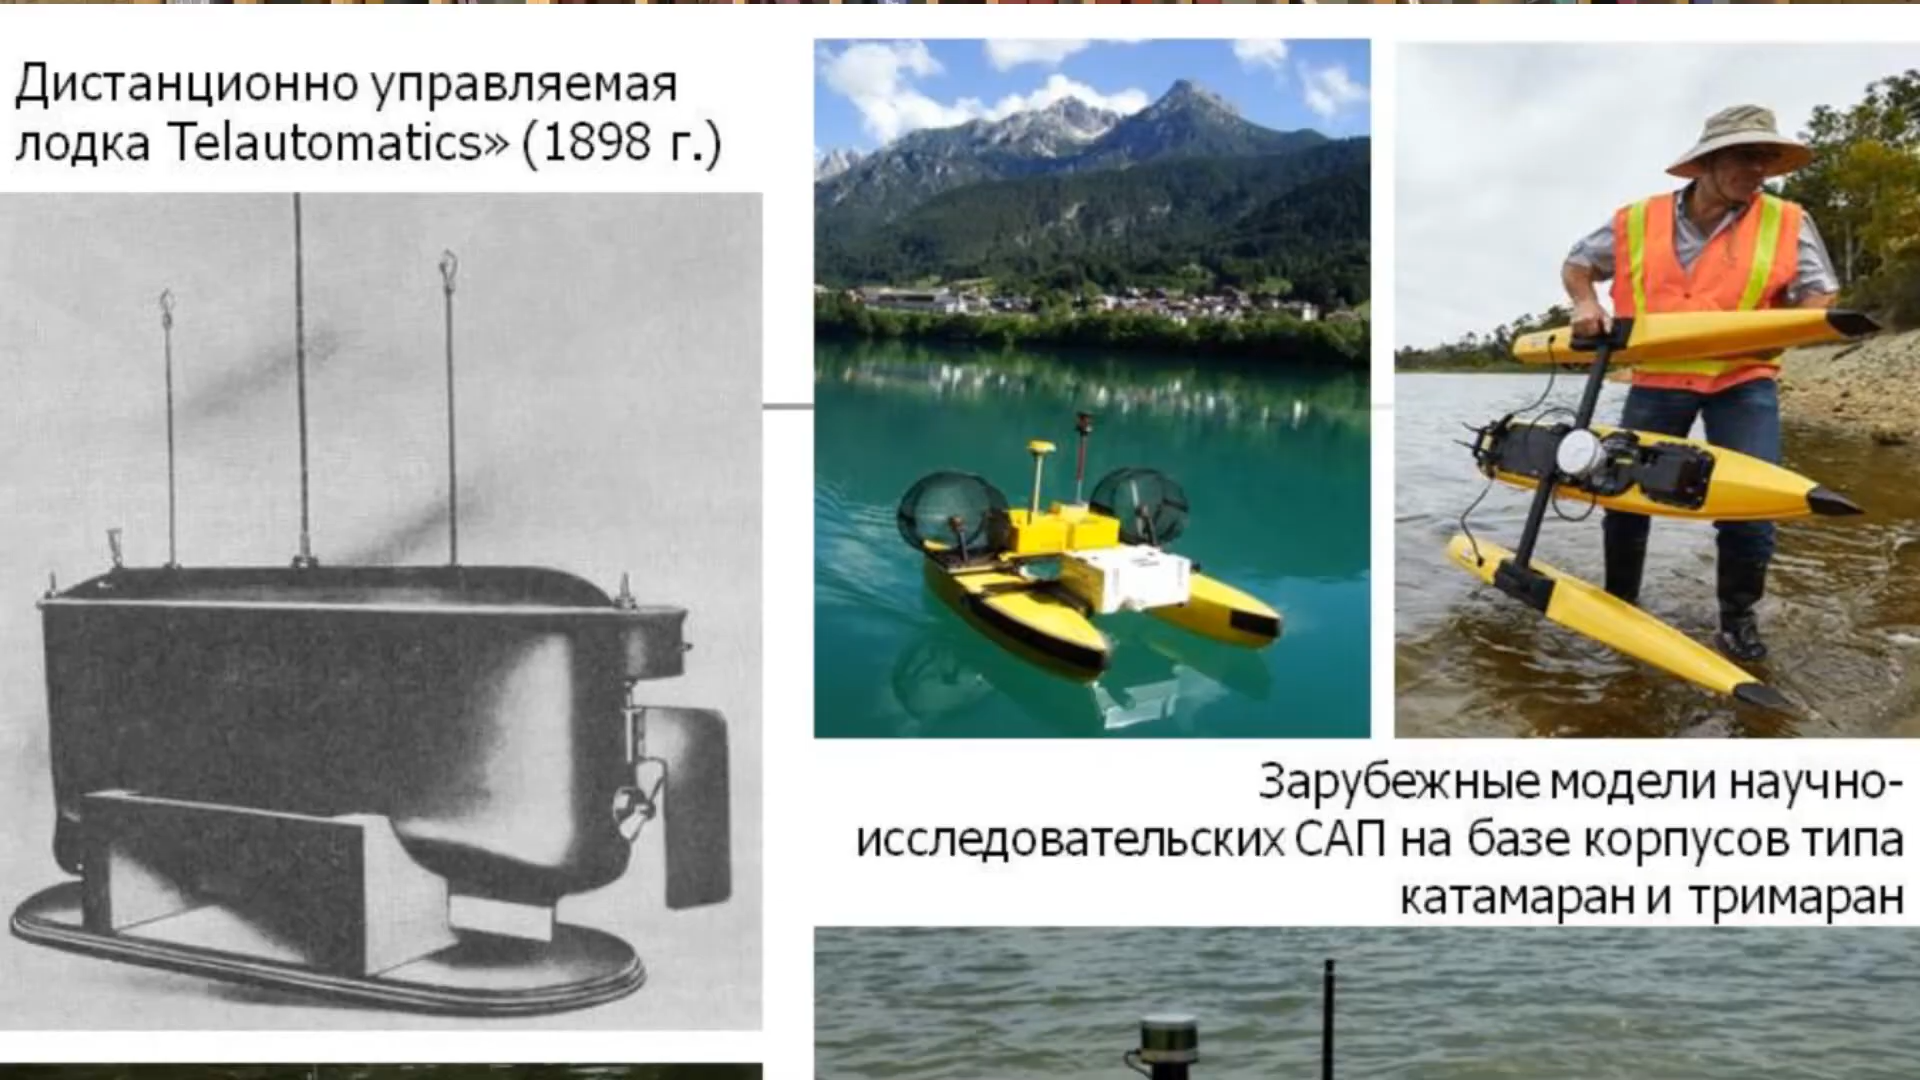 Дистанционно управляемая
лодка Telautomatics» (1898 г.)
Зарубежные модели научно-
исследовательских САП на базе корпусов типа
катамаран и тримаран